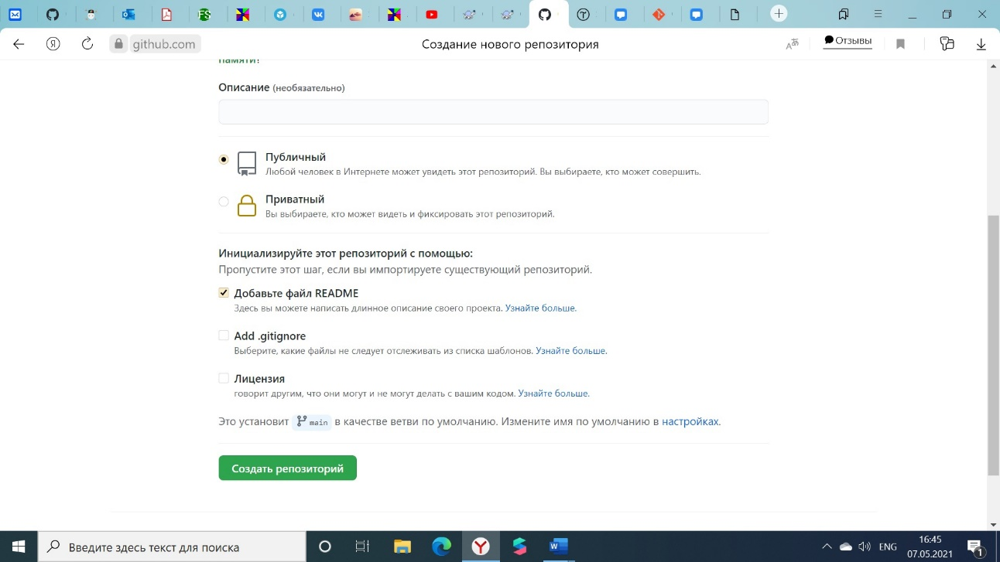 github.com
Создание нового репозитория
Отзывы
памяти?
Описание (необязательно)
Публичный
Любой человек в Интернете может увидеть этот репозиторий. Вы выбираете, кто может совершить.
Приватный
Вы выбираете, кто может видеть и фиксировать этот репозиторий.
Инициализируйте этот репозиторий с помощью:
Пропустите этот шаг, если вы импортируете существующий репозиторий.
Добавьте файл README
Здесь вы можете написать длинное описание своего проекта. Узнайте больше.
Add .gitignore
Выберите, какие файлы не следует отслеживать из списка шаблонов. Узнайте больше.
Лицензия
говорит другим, что они могут и не могут делать с вашим кодом. Узнайте больше.
Это установит main в качестве ветви по умолчанию. Измените имя по умолчанию в настройках.
Создать репозиторий
Введите здесь текст для поиска
ENG
16:45
07.05.2021
1